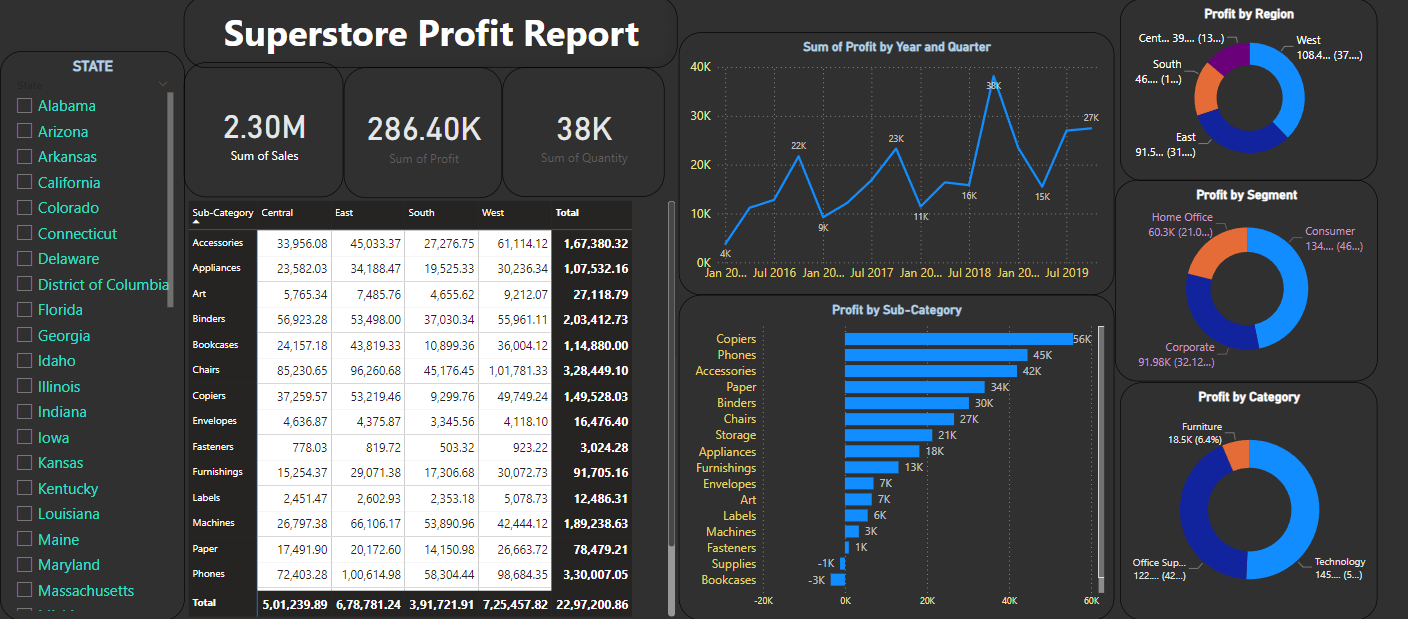 Superstore Profit Report
STATE
State
Alabama
Arizona
Arkansas
California
Colorado
Connecticut
Delaware
District of Columbia
Florida
Georgia
Idaho
Illinois
Indiana
Iowa
Kansas
Kentucky
Louisiana
Maine
Maryland
Massachusetts
2.30M
Sum of Sales
286.40K
Sum of Profit
38K
Sum of Quantity
Sub-Category Central East South West Total
Accessories 33,956.08 45,033.37 27,276.75 61,114.12 1,67,380.32
Appliances 23,582.03 34,188.47 19,525.33 30,236.34 1,07,532.16
Art 5,765.34 7,485.76 4,655.62 9,212.07 27,118.79
Binders 56,923.28 53,498.00 37,030.34 55,961.11 2,03,412.73
Bookcases 24,157.18 43,819.33 10,899.36 36,004.12 1,14,880.00
Chairs 85,230.65 96,260.68 45,176.45 1,01,781.33 3,28,449.10
Copiers 37,259.57 53,219.46 9,299.76 49,749.24 1,49,528.03
Envelopes 4,636.87 4,375.87 3,345.56 4,118.10 16,476.40
Fasteners 778.03 819.72 503.32 923.22 3,024.28
Furnishings 15,254.37 29,071.38 17,306.68 30,072.73 91,705.16
Labels 2,451.47 2,602.93 2,353.18 5,078.73 12,486.31
Machines 26,797.38 66,106.17 53,890.96 42,444.12 1,89,238.63
Paper 17,491.90 20,172.60 14,150.98 26,663.72 78,479.21
Phones 72,403.28 1,00,614.98 58,304.44 98,684.35 3,30,007.05
Total 5,01,239.89 6,78,781.24 3,91,721.91 7,25,457.82 22,97,200.86
Sum of Profit by Year and Quarter
40K
30K
20K
10K
0K
4K
22K
9K
23K
11K
16K
38K
15K
27K
Jan 20... Jul 2016 Jan 20... Jul 2017 Jan 20... Jul 2018 Jan 20... Jul 2019
Profit by Sub-Category
Copiers 56K
Phones 45K
Accessories 42K
Paper 34K
Binders 30K
Chairs 27K
Storage 21K
Appliances 18K
Furnishings 13K
Envelopes 7K
Art 7K
Labels 6K
Machines 3K
Fasteners 1K
Supplies -1K
Bookcases -3K
-20K 0K 20K 40K 60K
Profit by Region
Cent... 39.... (13...)
West
108.4... (37....)
South
46.... (1...)
East
91.5... (31....)
Profit by Segment
Home Office
60.3K (21.0...)
Consumer
134.... (46...)
Corporate
91.98K (32.12...)
Profit by Category
Furniture
18.5K (6.4%)
Office Sup...
122.... (42...)
Technology
145.... (5...)